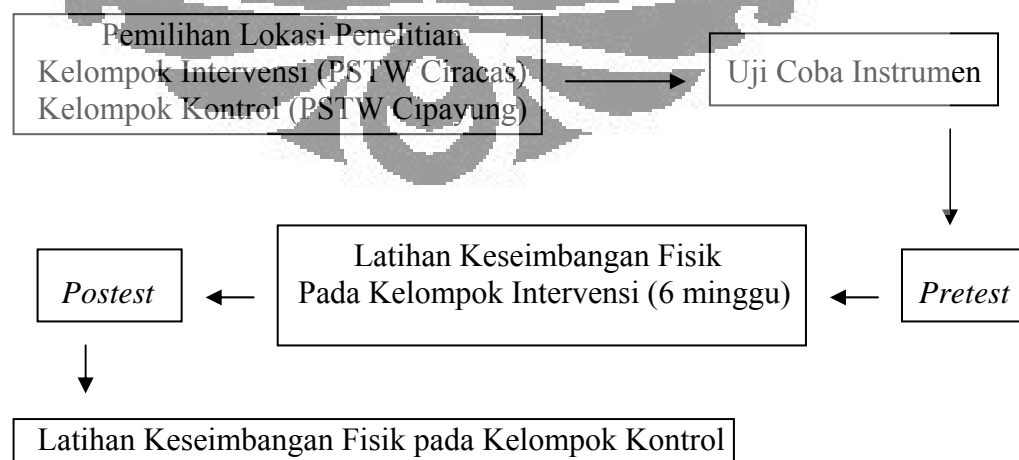 Pemilihan Lokasi Penelitian
Kelompok Intervensi (PSTW Ciracas)
Kelompok Kontrol (PSTW Cipayung)
Uji Coba Instrumen
Pretest
Latihan Keseimbangan Fisik
Pada Kelompok Intervensi (6 minggu)
Postest
Latihan Keseimbangan Fisik pada Kelompok Kontrol